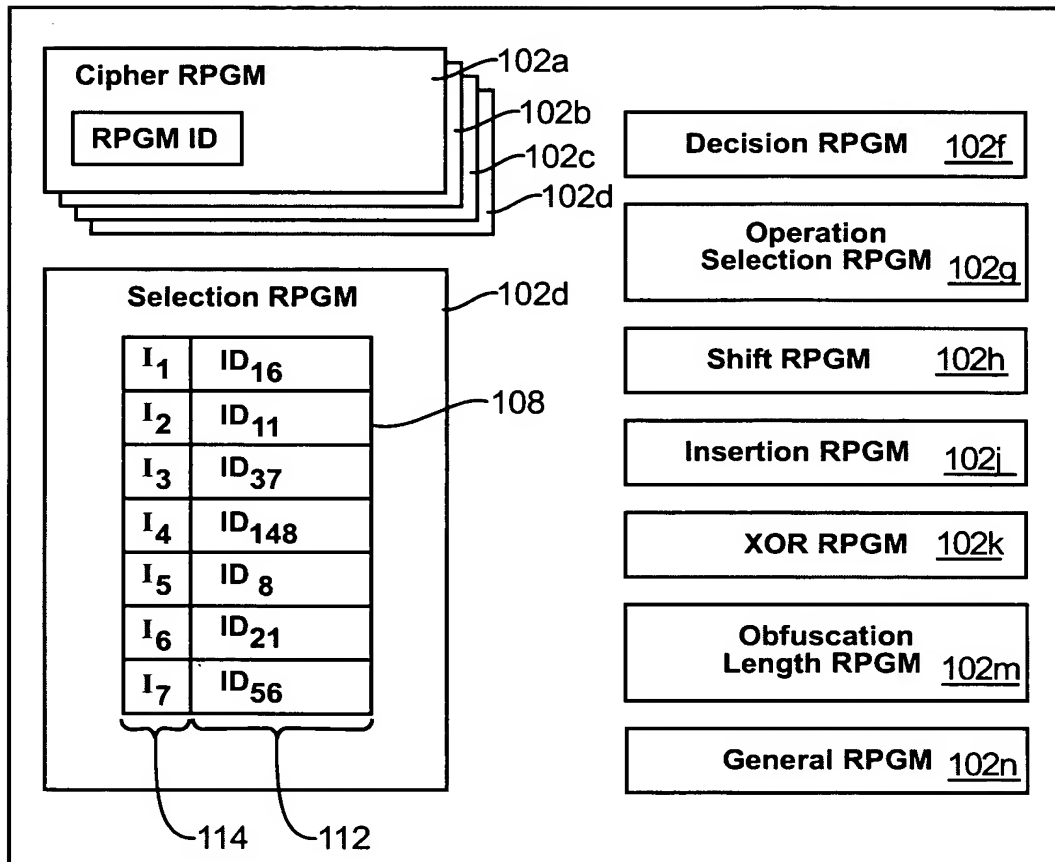 Cipher RPGM
RPGM ID
102a
102b
102c
102d
Selection RPGM
102d
I1 ID16
I2 ID11
I3 ID37
I4 ID148
I5 ID 8
I6 ID21
I7 ID56
108
114
112
Decision RPGM 102f
Operation
Selection RPGM 102g
Shift RPGM 102h
Insertion RPGM 102j
XOR RPGM 102k
Obfuscation
Length RPGM 102m
General RPGM 102n